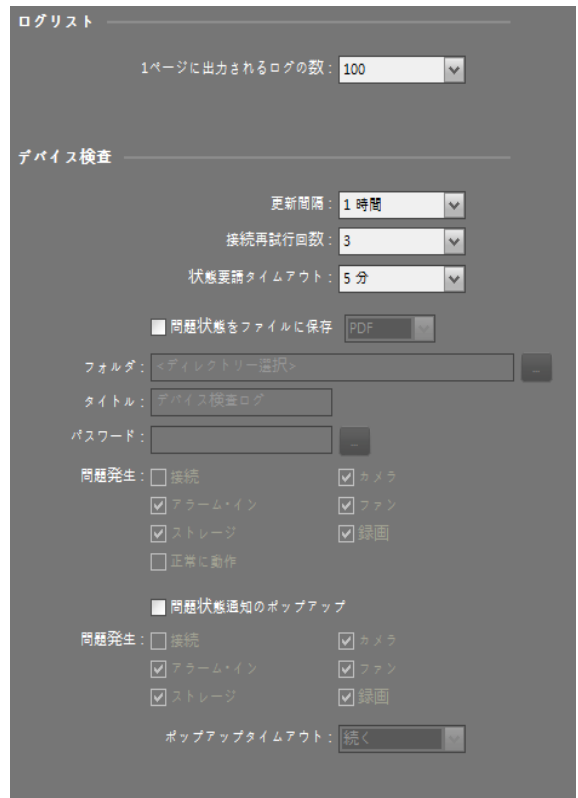 ログリスト
1ページに出力されるログの数： 100
デバイス検査
更新間隔： 1 時間
接続再試行回数： 3
状態要請タイムアウト： 5 分
問題状態をファイルに保存 PDF
フォルダ： <ディレクトリー選択> ...
タイトル： デバイス検査ログ
パスワード： ...
問題発生： 接続 カメラ
アラーム･イン ファン
ストレージ 録画
正常に動作
問題状態通知のポップアップ
問題発生： 接続 カメラ
アラーム･イン ファン
ストレージ 録画
ポップアップタイムアウト： 続く